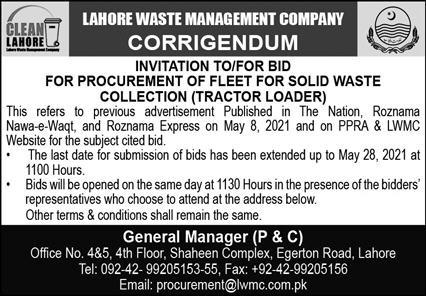 CLEAN
LAHORE
Lahore Waste Management Company
LAHORE WASTE MANAGEMENT COMPANY
CORRIGENDUM
INVITATION TO/FOR BID
FOR PROCUREMENT OF FLEET FOR SOLID WASTE
COLLECTION (TRACTOR LOADER)
This refers to previous advertisement Published in The Nation, Roznama
Nawa-e-Waqt, and Roznama Express on May 8, 2021 and on PPRA & LWMC
Website for the subject cited bid.
• The last date for submission of bids has been extended up to May 28, 2021 at
1100 Hours.
• Bids will be opened on the same day at 1130 Hours in the presence of the bidders’
representatives who choose to attend at the address below.
Other terms & conditions shall remain the same.
General Manager (P & C)
Office No. 4&5, 4th Floor, Shaheen Complex, Egerton Road, Lahore
Tel: 092-42- 99205153-55, Fax: +92-42-99205156
Email: procurement@lwmc.com.pk